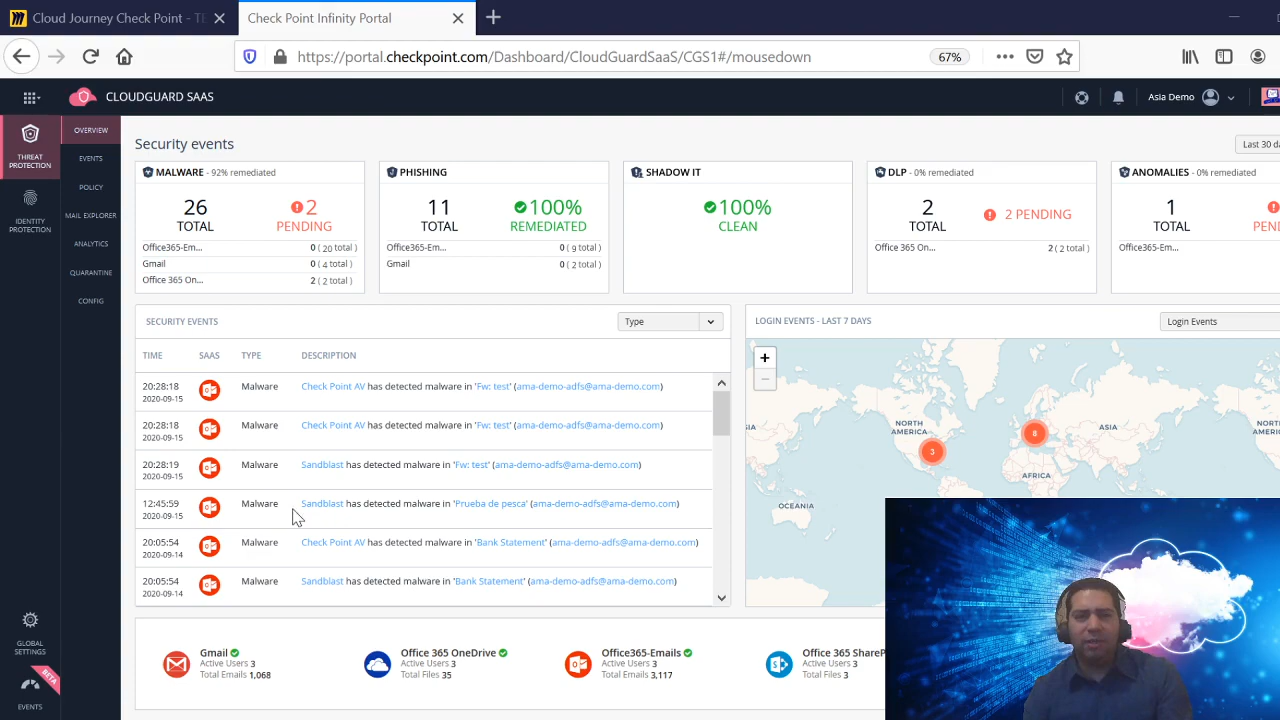 Cloud Journey Check Point - TE
Check Point Infinity Portal
https://portal.checkpoint.com/Dashboard/CloudGuardSaaS/CGS1#/mousedown
67%
CLOUDGUARD SAAS
Asia Demo
THREAT
PROTECTION
IDENTITY
PROTECTION
GLOBAL
SETTINGS
BETA
EVENTS
OVERVIEW
EVENTS
POLICY
MAIL EXPLORER
ANALYTICS
QUARANTINE
CONFIG
Security events
Last 30 da
MALWARE - 92% remediated
26
TOTAL
2
PENDING
Office365-Em... 0 ( 20 total )
Gmail 0 ( 4 total )
Office 365 On... 2 ( 2 total )
PHISHING
11
TOTAL
100%
REMEDIATED
Office365-Em... 0 ( 9 total )
Gmail 0 ( 2 total )
SHADOW IT
100%
CLEAN
DLP - 0% remediated
2
TOTAL
2 PENDING
Office 365 On... 2 ( 2 total )
ANOMALIES - 0% remediated
1
TOTAL
PEND
Office365-Em...
SECURITY EVENTS
Type
TIME SAAS TYPE DESCRIPTION
20:28:18 Malware Check Point AV has detected malware in 'Fw: test' (ama-demo-adfs@ama-demo.com)
2020-09-15
20:28:18 Malware Check Point AV has detected malware in 'Fw: test' (ama-demo-adfs@ama-demo.com)
2020-09-15
20:28:19 Malware Sandblast has detected malware in 'Fw: test' (ama-demo-adfs@ama-demo.com)
2020-09-15
12:45:59 Malware Sandblast has detected malware in 'Prueba de pesca' (ama-demo-adfs@ama-demo.com)
2020-09-15
20:05:54 Malware Check Point AV has detected malware in 'Bank Statement' (ama-demo-adfs@ama-demo.com)
2020-09-14
20:05:54 Malware Sandblast has detected malware in 'Bank Statement' (ama-demo-adfs@ama-demo.com)
2020-09-14
LOGIN EVENTS - LAST 7 DAYS
Login Events
+
−
NORTH
AMERICA
3
8
ASIA
AFRICA
OCEANIA
NORTH
AMERI
Gmail
Active Users 3
Total Emails 1,068
Office 365 OneDrive
Active Users 3
Total Files 35
Office365-Emails
Active Users 3
Total Emails 3,117
Office 365 ShareP
Active Users 3
Total Files 3